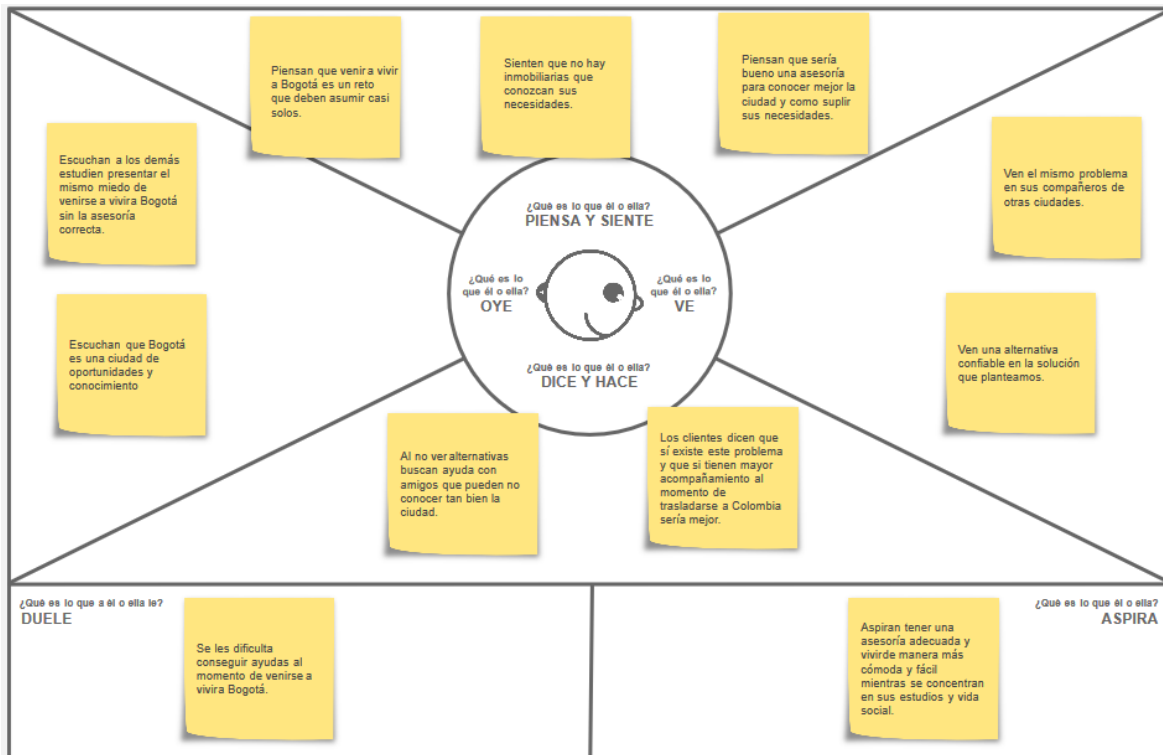 Piensan que venir a vivir
a Bogotá es un reto
que deben asumir casi
solos.
Sienten que no hay
inmobiliarias que
conozcan sus
necesidades.
Piensan que sería
bueno una asesoría
para conocer mejor la
ciudad y como suplir
sus necesidades.
Escuchan a los demás
estudien presentar el
mismo miedo de
venirse a vivira Bogotá
sin la asesoría
correcta.
Ven el mismo problema
en sus compañeros de
otras ciudades.
¿Qué es lo que él o ella?
PIENSA Y SIENTE
¿Qué es lo
que él o ella?
OYE
¿Qué es lo
que él o ella?
VE
¿Qué es lo que él o ella?
DICE Y HACE
Escuchan que Bogotá
es una ciudad de
oportunidades y
conocimiento
Ven una alternativa
confiable en la solución
que planteamos.
Al no ver alternativas
buscan ayuda con
amigos que pueden no
conocer tan bien la
ciudad.
Los clientes dicen que
sí existe este problema
y que si tienen mayor
acompañamiento al
momento de
trasladarse a Colombia
sería mejor.
¿Qué es lo que a él o ella le?
DUELE
Se les dificulta
conseguir ayudas al
momento de venirse a
vivira Bogotá.
¿Qué es lo que él o ella?
ASPIRA
Aspiran tener una
asesoría adecuada y
vivirde manera más
cómoda y fácil
mientras se concentran
en sus estudios y vida
social.